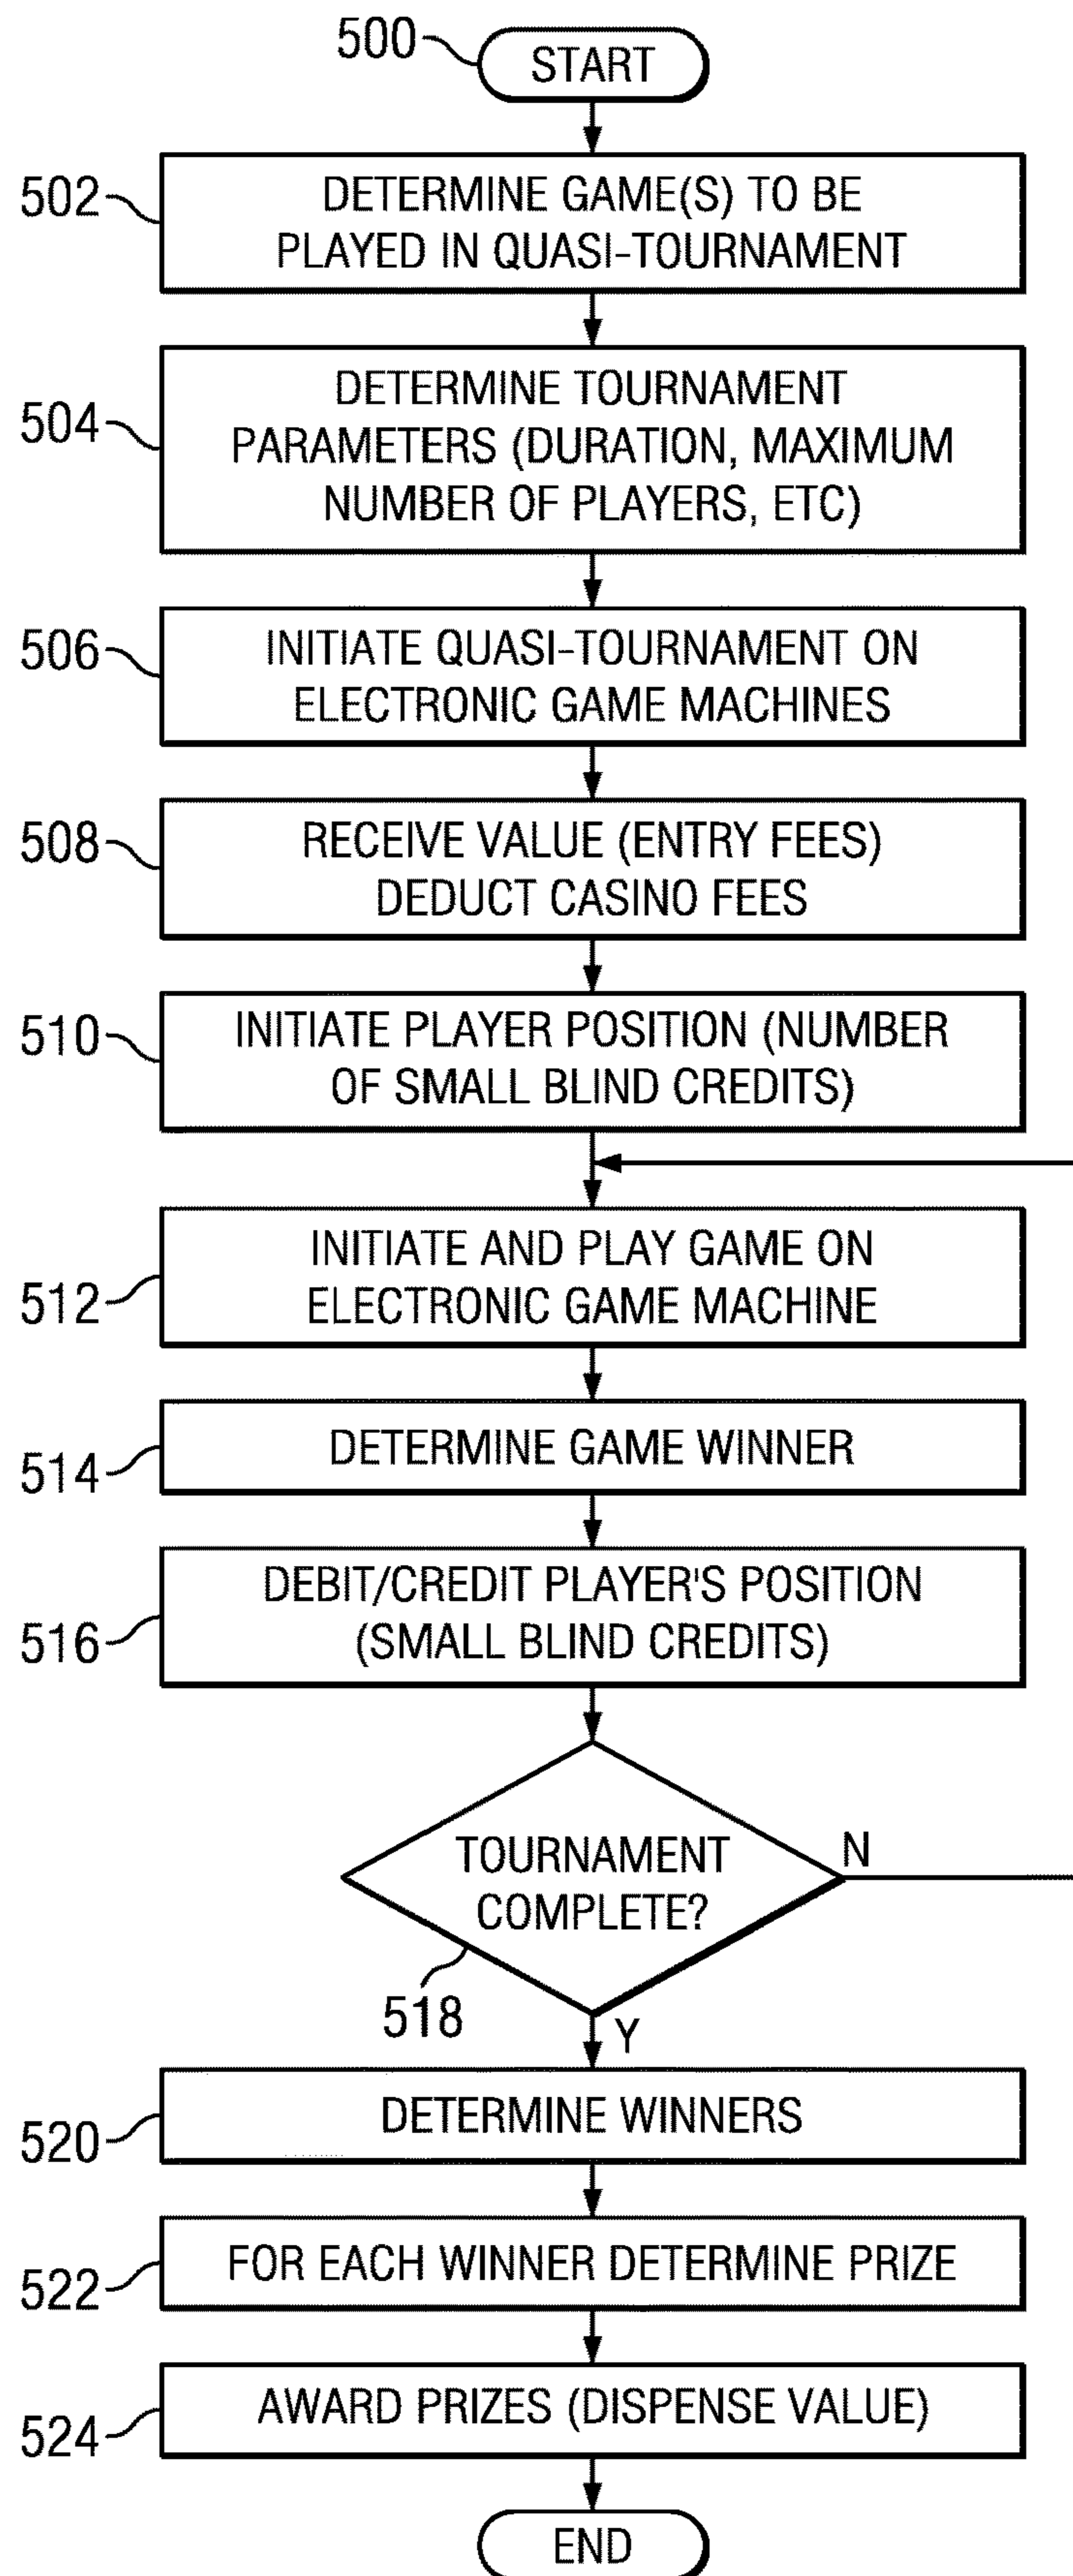 500
START
502
DETERMINE GAME(S) TO BE
PLAYED IN QUASI-TOURNAMENT
504
DETERMINE TOURNAMENT
PARAMETERS (DURATION, MAXIMUM
NUMBER OF PLAYERS, ETC)
506
INITIATE QUASI-TOURNAMENT ON
ELECTRONIC GAME MACHINES
508
RECEIVE VALUE (ENTRY FEES)
DEDUCT CASINO FEES
510
INITIATE PLAYER POSITION (NUMBER
OF SMALL BLIND CREDITS)
512
INITIATE AND PLAY GAME ON
ELECTRONIC GAME MACHINE
514
DETERMINE GAME WINNER
516
DEBIT/CREDIT PLAYER'S POSITION
(SMALL BLIND CREDITS)
TOURNAMENT
COMPLETE?
N
518
Y
520
DETERMINE WINNERS
522
FOR EACH WINNER DETERMINE PRIZE
524
AWARD PRIZES (DISPENSE VALUE)
END